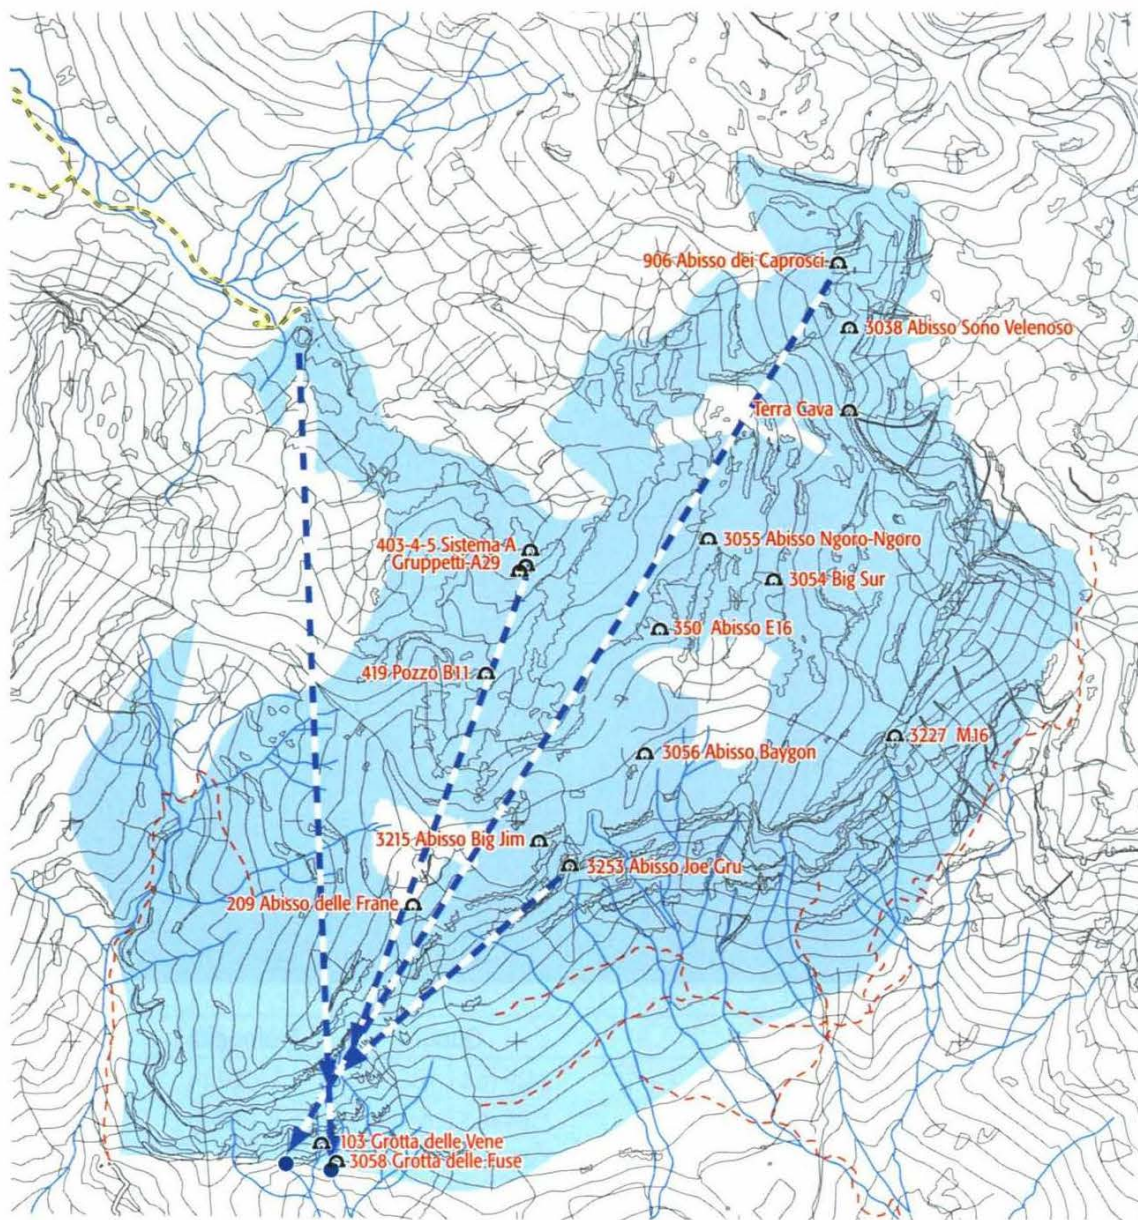 906 Abisso dei Caprosci
3038 Abisso Sono Velenoso
Terra Cava
403-4-5 Sistema A
Gruppetti-A29
3055 Abisso Ngoro-Ngoro
3054 Big Sur
350 Abisso E16
419 Pozzo B11
3227 M16
3056 Abisso Baygon
3215 Abisso Big Jim
3253 Abisso Joe Gru
209 Abisso delle Frane
103 Grotta delle Vene
3058 Grotta delle Fuse